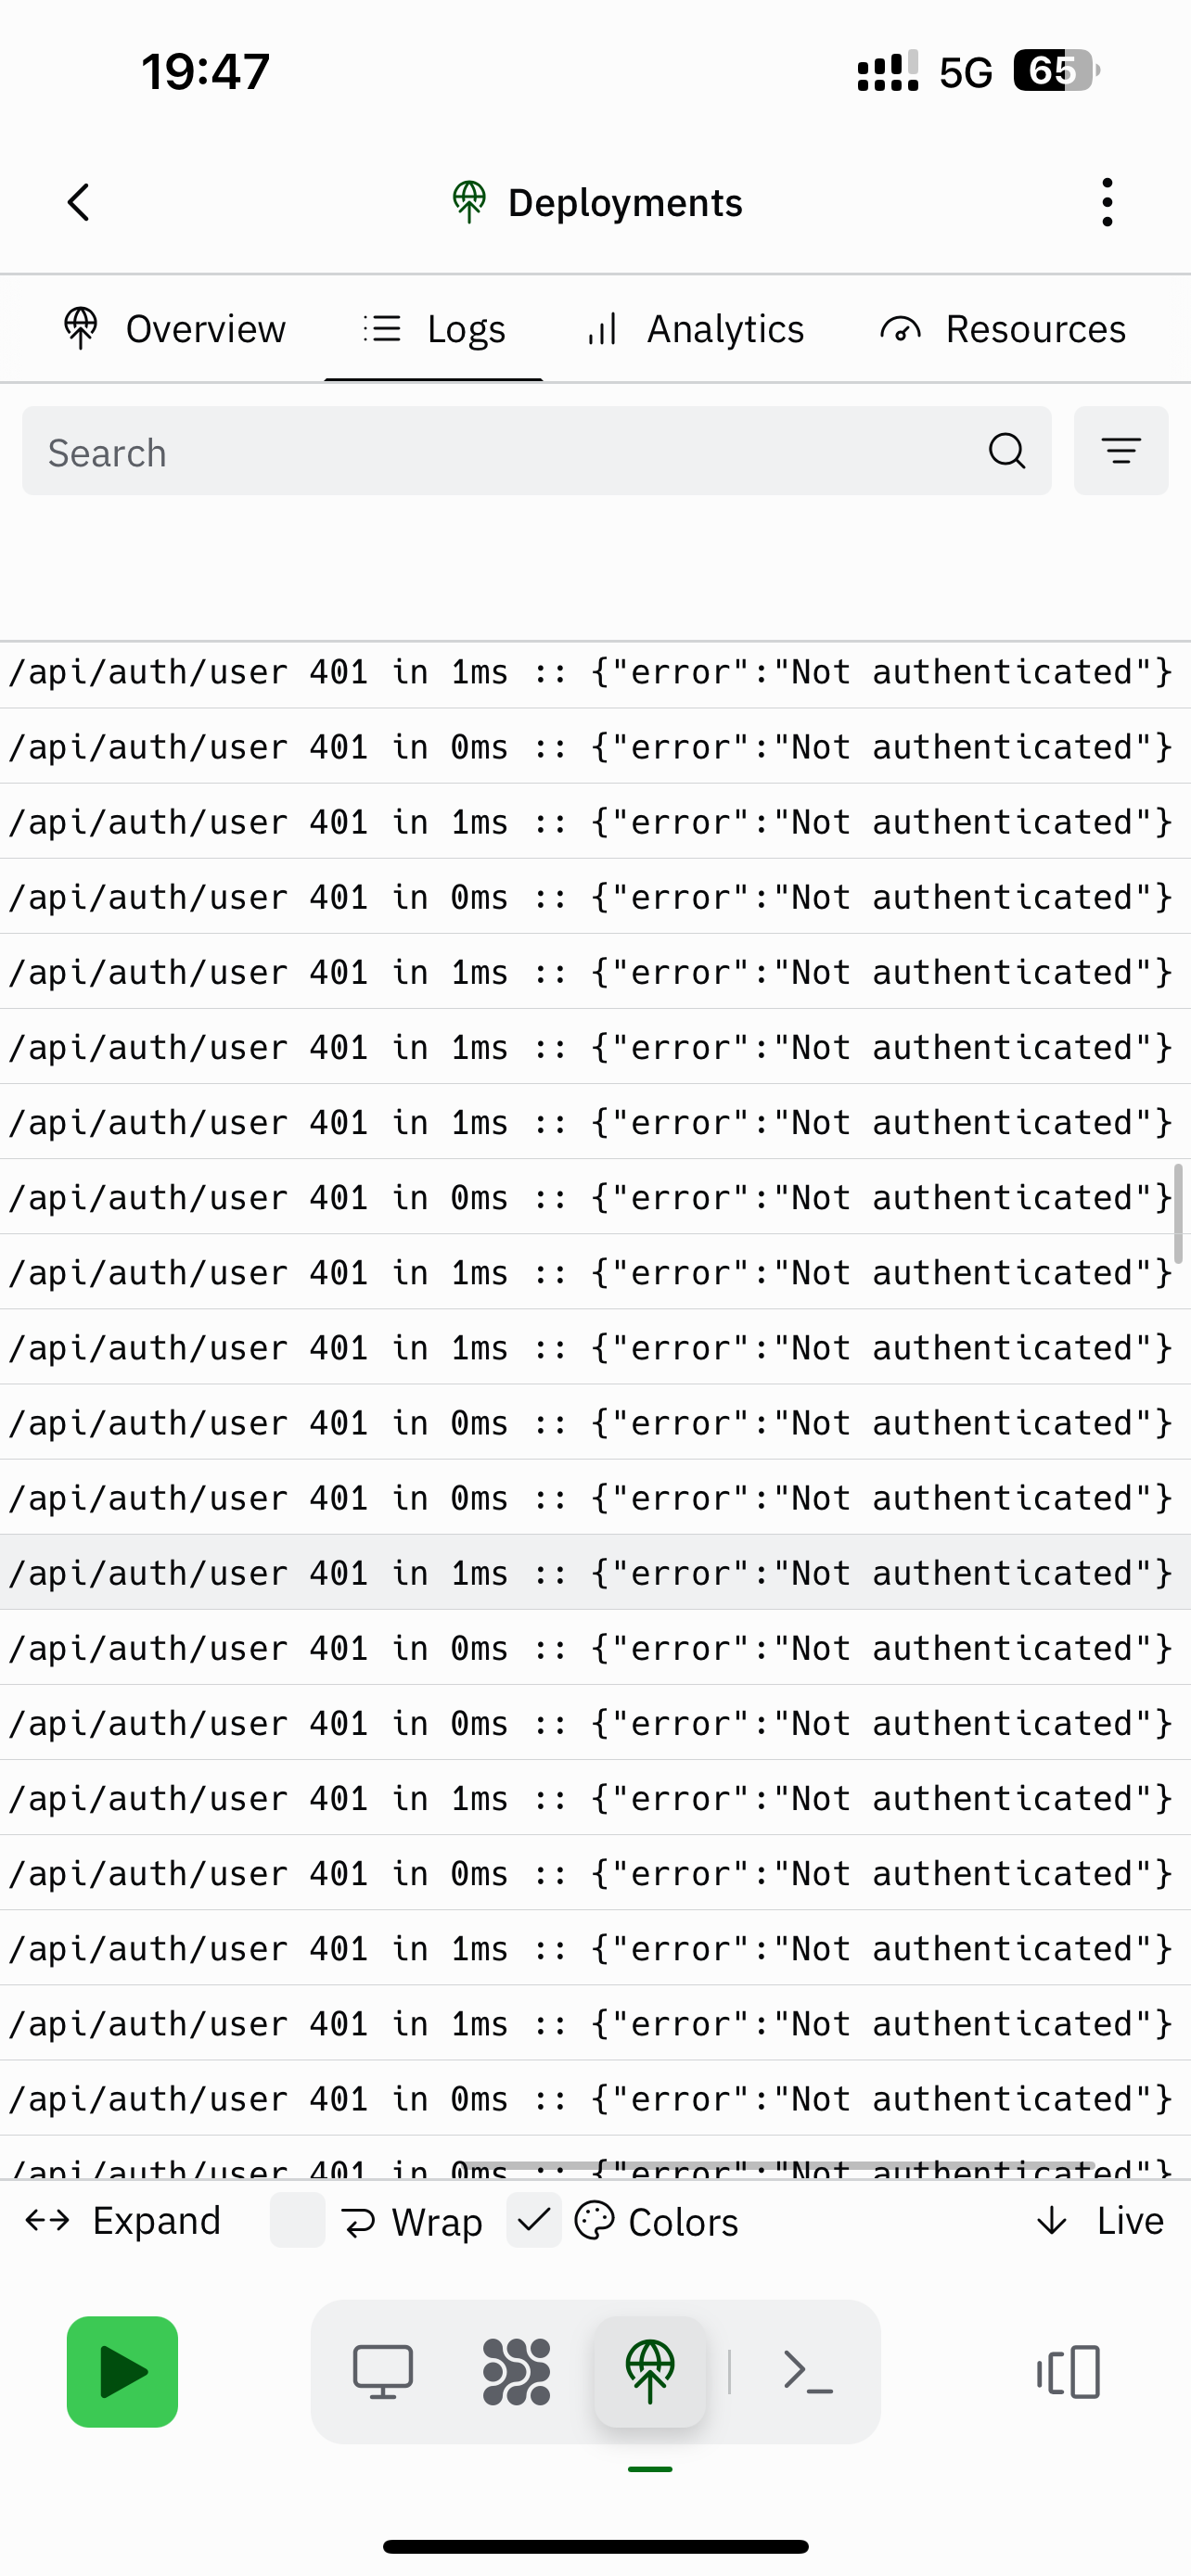 19:47
5G 65
Deployments
Overview Logs Analytics Resources
Search
/api/auth/user 401 in 1ms :: {"error":"Not authenticated"}
/api/auth/user 401 in 0ms :: {"error":"Not authenticated"}
/api/auth/user 401 in 1ms :: {"error":"Not authenticated"}
/api/auth/user 401 in 0ms :: {"error":"Not authenticated"}
/api/auth/user 401 in 1ms :: {"error":"Not authenticated"}
/api/auth/user 401 in 1ms :: {"error":"Not authenticated"}
/api/auth/user 401 in 1ms :: {"error":"Not authenticated"}
/api/auth/user 401 in 0ms :: {"error":"Not authenticated"}
/api/auth/user 401 in 1ms :: {"error":"Not authenticated"}
/api/auth/user 401 in 1ms :: {"error":"Not authenticated"}
/api/auth/user 401 in 0ms :: {"error":"Not authenticated"}
/api/auth/user 401 in 0ms :: {"error":"Not authenticated"}
/api/auth/user 401 in 1ms :: {"error":"Not authenticated"}
/api/auth/user 401 in 0ms :: {"error":"Not authenticated"}
/api/auth/user 401 in 0ms :: {"error":"Not authenticated"}
/api/auth/user 401 in 1ms :: {"error":"Not authenticated"}
/api/auth/user 401 in 0ms :: {"error":"Not authenticated"}
/api/auth/user 401 in 1ms :: {"error":"Not authenticated"}
/api/auth/user 401 in 1ms :: {"error":"Not authenticated"}
/api/auth/user 401 in 0ms :: {"error":"Not authenticated"}
/api/auth/user 401 in 0ms :: {"error":"Not authenticated"}
Expand Wrap Colors Live